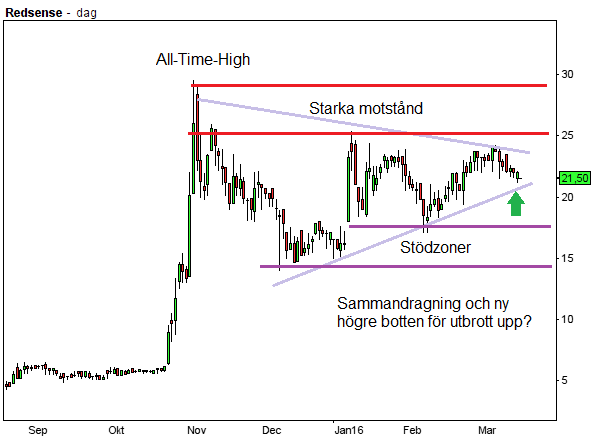 Redsense - dag
All-Time-High
30
Starka motstånd
25
21,50
20
Stödzoner
15
Sammandragning och ny
högre botten för utbrott upp?
10
5
Sep Okt Nov Dec Jan16 Feb Mar